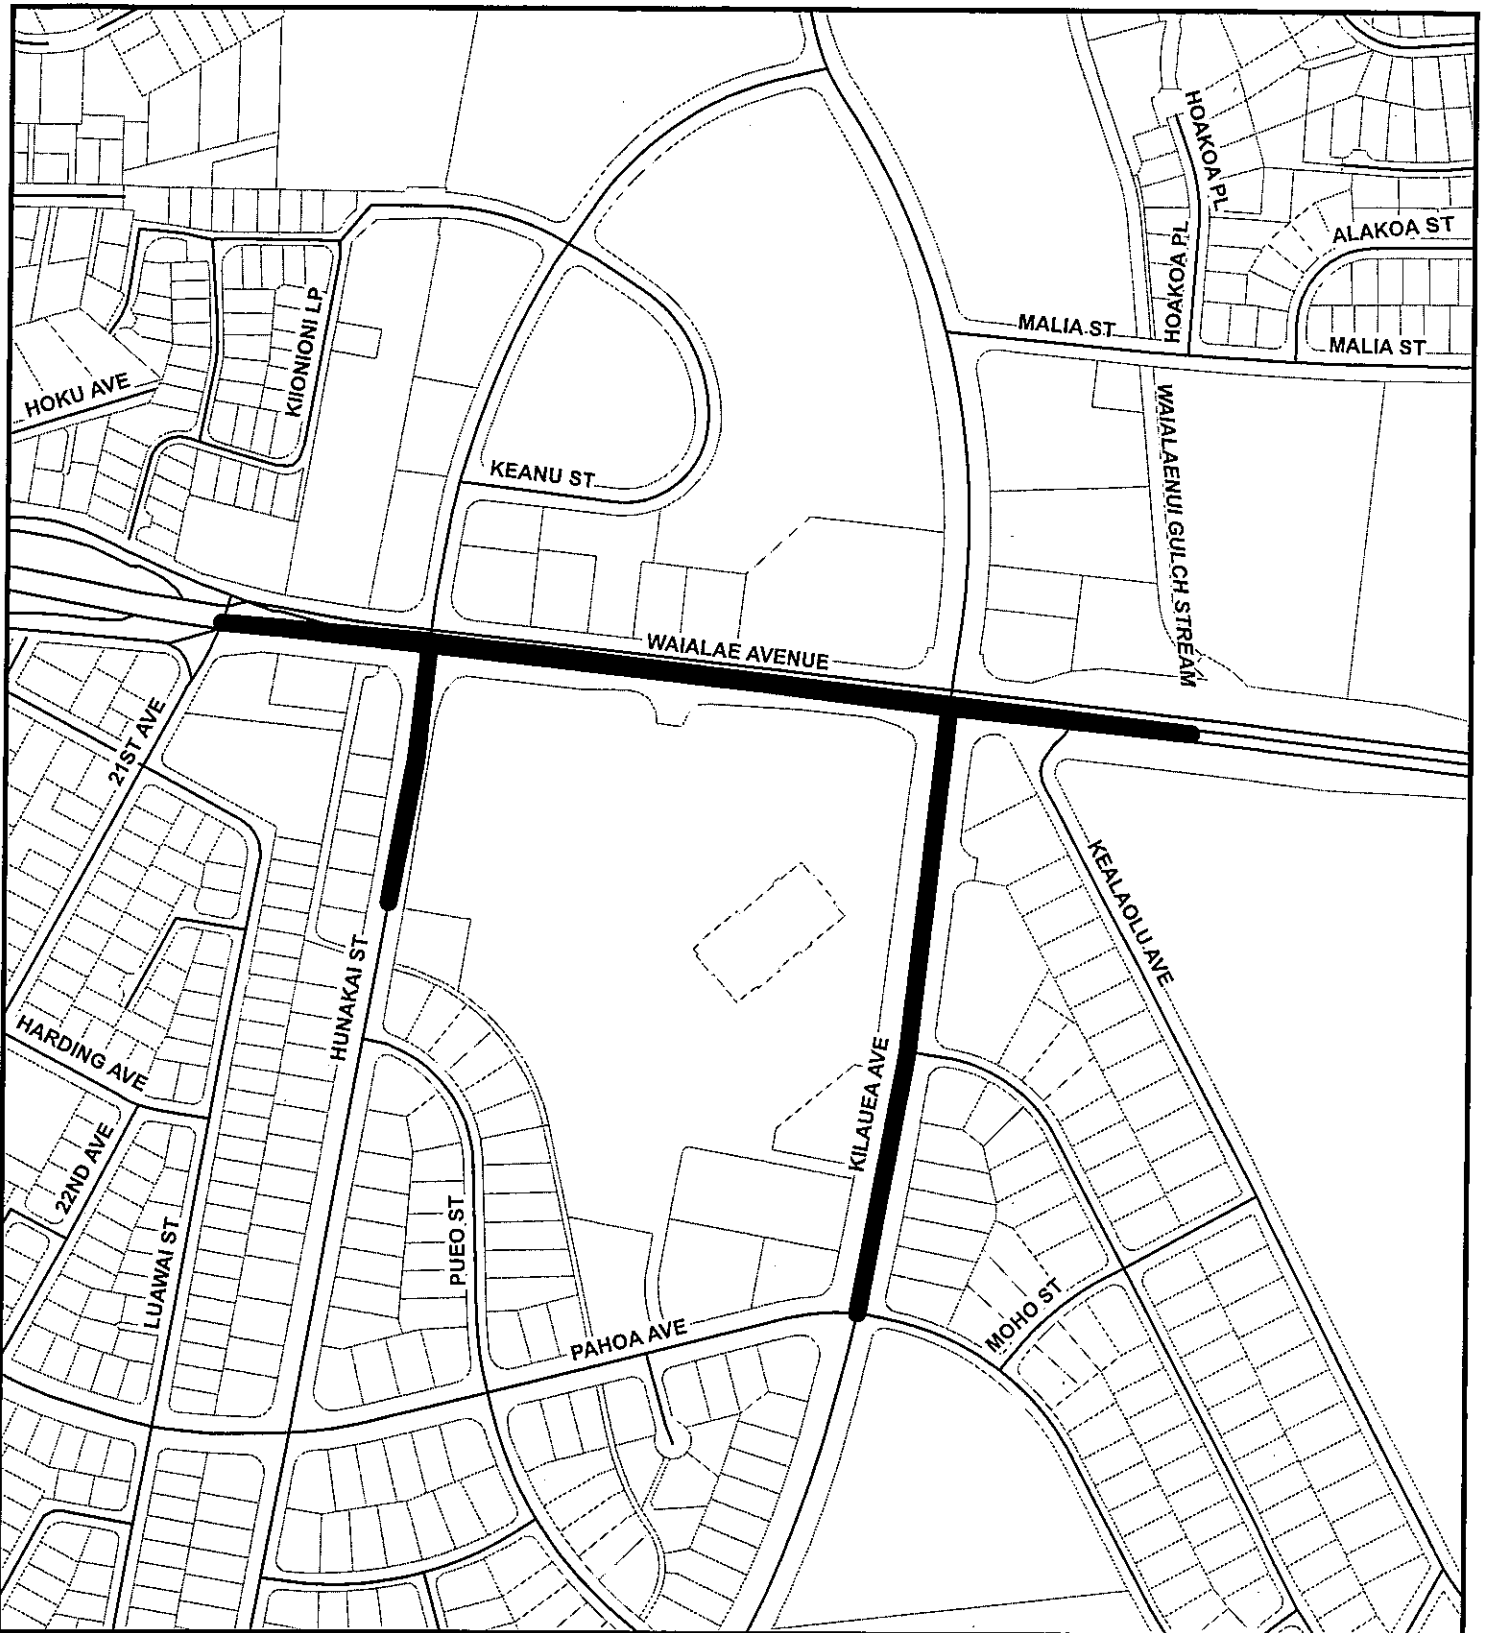 HOAKOA PL
ALAKOA ST
HOAKOA PL
MALIA ST
MALIA ST
KIIONIONI LP
HOKU AVE
WAIALAENUI GULCH STREAM
KEANU ST
WAIALAE AVENUE
21ST AVE
KEALAOLU AVE
HUNAKAI ST
HARDING AVE
KILAUEA AVE
22ND AVE
LUAWAI ST
PUEO ST
MOHO ST
PAHOA AVE